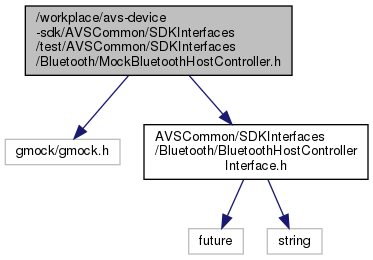 /workplace/avs-device
-sdk/AVSCommon/SDKInterfaces
/test/AVSCommon/SDKInterfaces
/Bluetooth/MockBluetoothHostController.h
gmock/gmock.h
AVSCommon/SDKInterfaces
/Bluetooth/BluetoothHostController
Interface.h
future
string